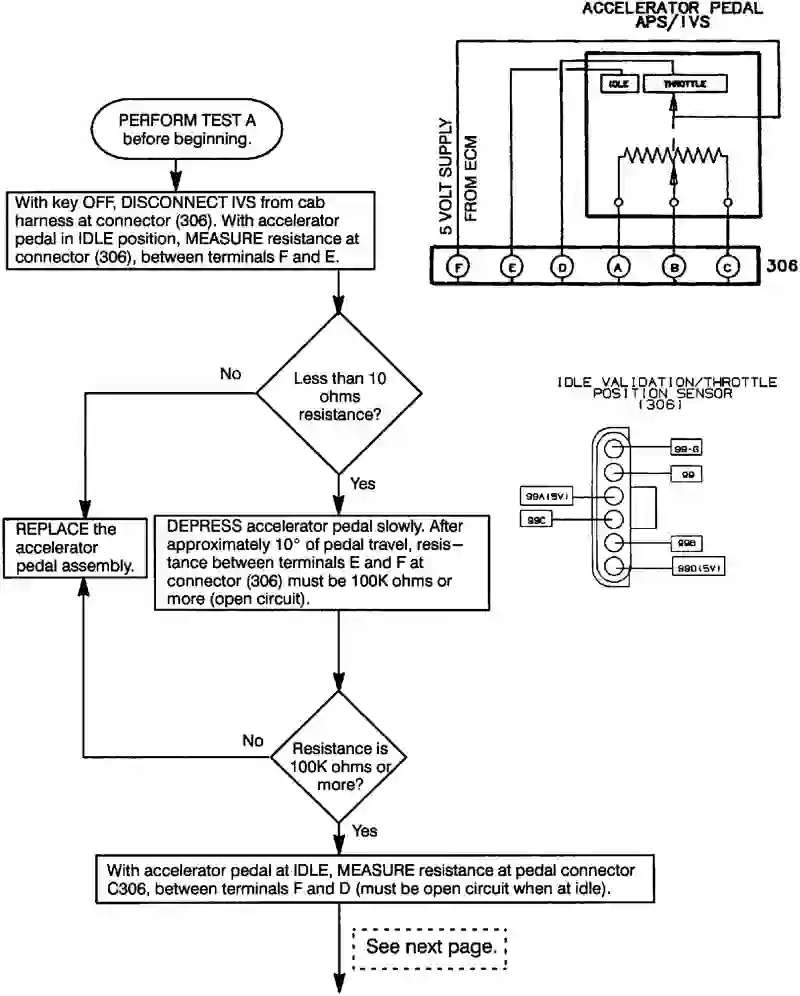 ACCELERATOR PEDAL
APS/IVS
IDLE
THROTTLE
5 VOLT SUPPLY
FROM ECM
F E D A B C
306
PERFORM TEST A
before beginning.
With key OFF, DISCONNECT IVS from cab
harness at connector (306). With accelerator
pedal in IDLE position, MEASURE resistance at
connector (306), between terminals F and E.
No
Less than 10
ohms
resistance?
Yes
IDLE VALIDATION/THROTTLE
POSITION SENSOR
(306)
99-G
99
99A(5V)
99C
99B
99D(5V)
REPLACE the
accelerator
pedal assembly.
DEPRESS accelerator pedal slowly. After
approximately 10° of pedal travel, resis–
tance between terminals E and F at
connector (306) must be 100K ohms or
more (open circuit).
No
Resistance is
100K ohms or
more?
Yes
With accelerator pedal at IDLE, MEASURE resistance at pedal connector
C306, between terminals F and D (must be open circuit when at idle).
See next page.